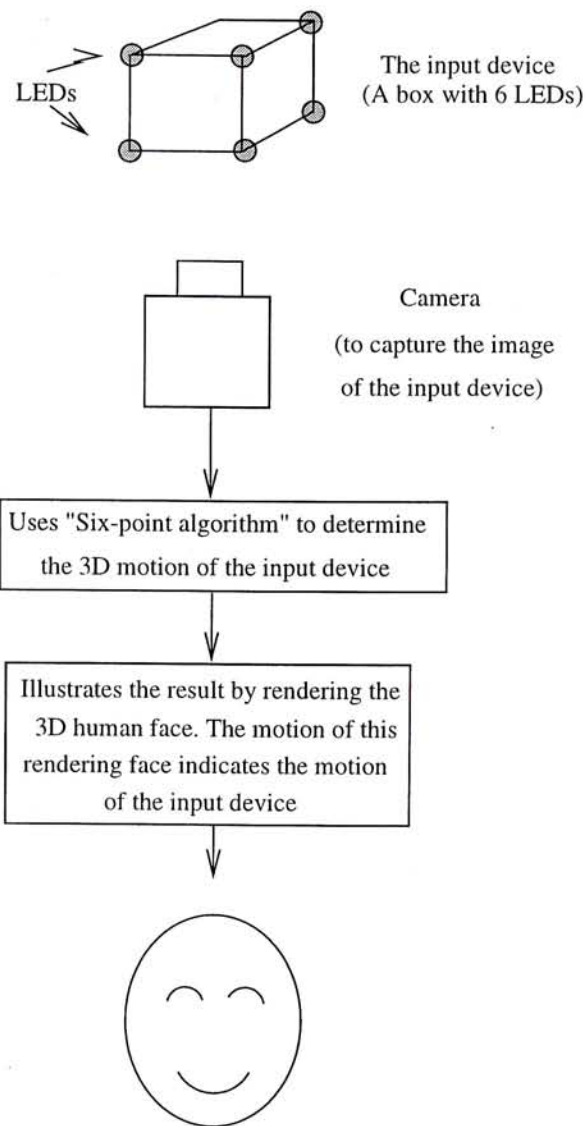 The input device
(A box with 6 LEDs)
LEDs
Camera
(to capture the image
of the input device)
Uses "Six-point algorithm" to determine
the 3D motion of the input device
Illustrates the result by rendering the
3D human face. The motion of this
rendering face indicates the motion
of the input device